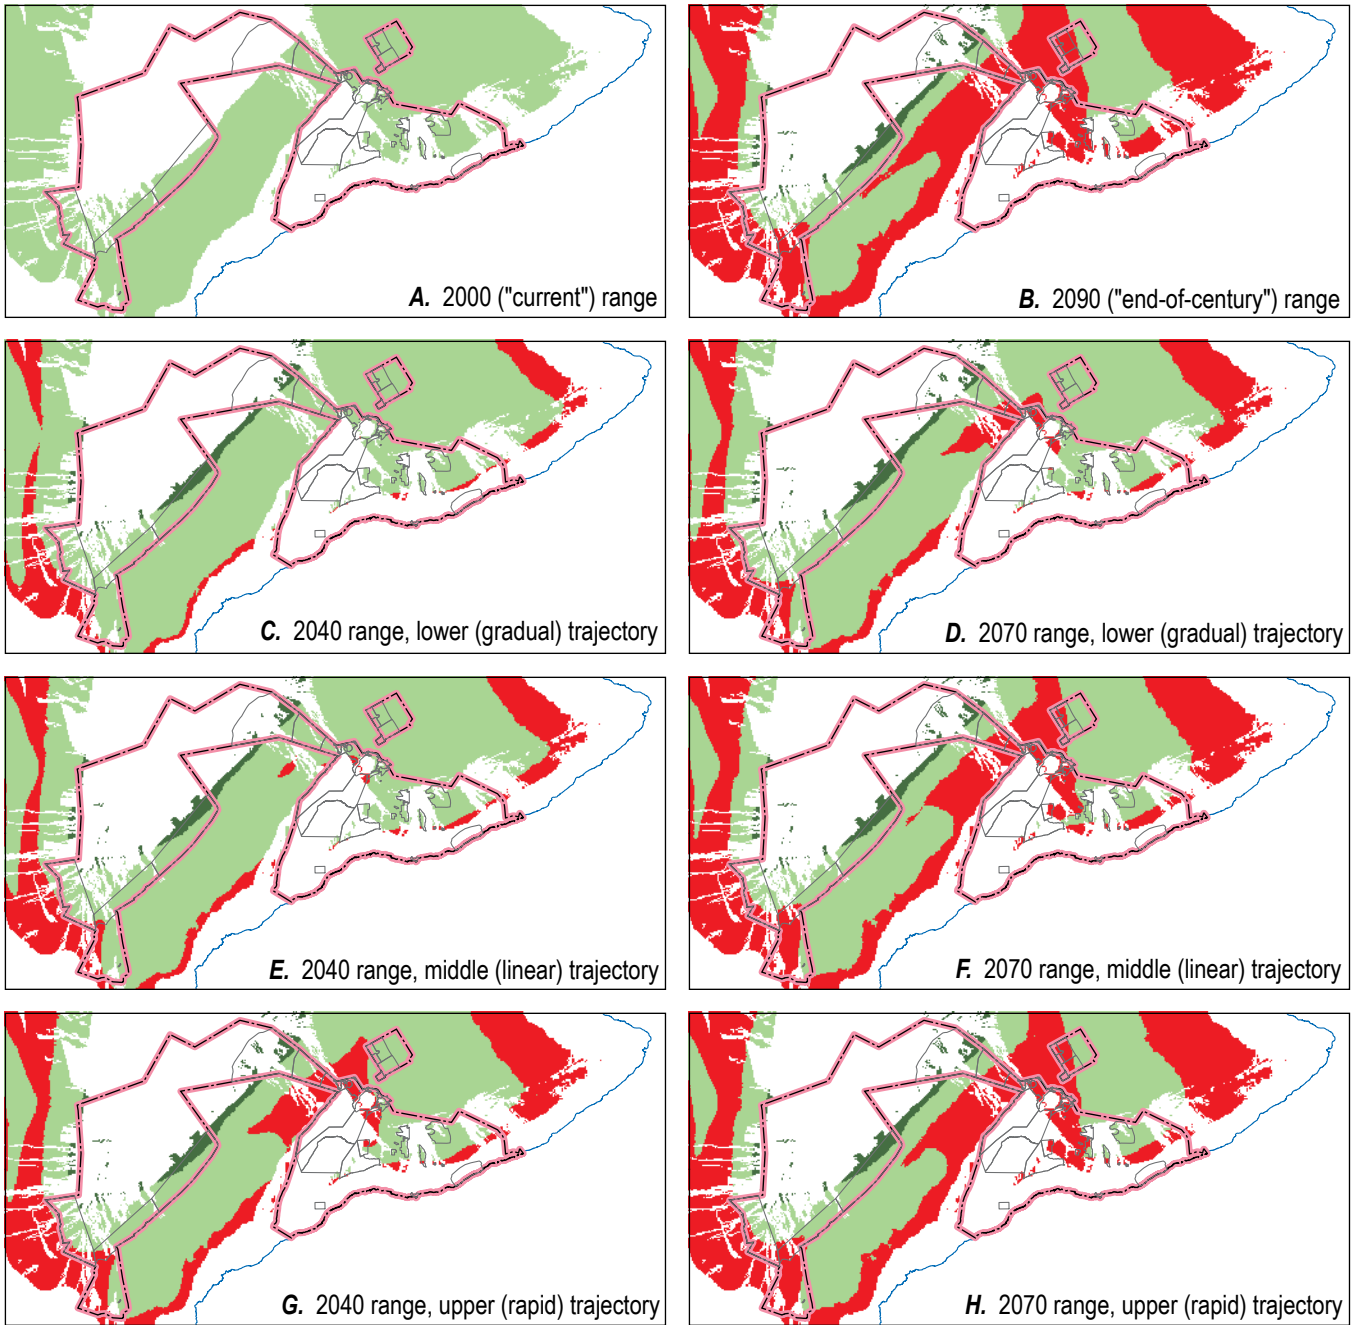 A. 2000 ("current") range
B. 2090 ("end-of-century") range
C. 2040 range, lower (gradual) trajectory
D. 2070 range, lower (gradual) trajectory
E. 2040 range, middle (linear) trajectory
F. 2070 range, middle (linear) trajectory
G. 2040 range, upper (rapid) trajectory
H. 2070 range, upper (rapid) trajectory